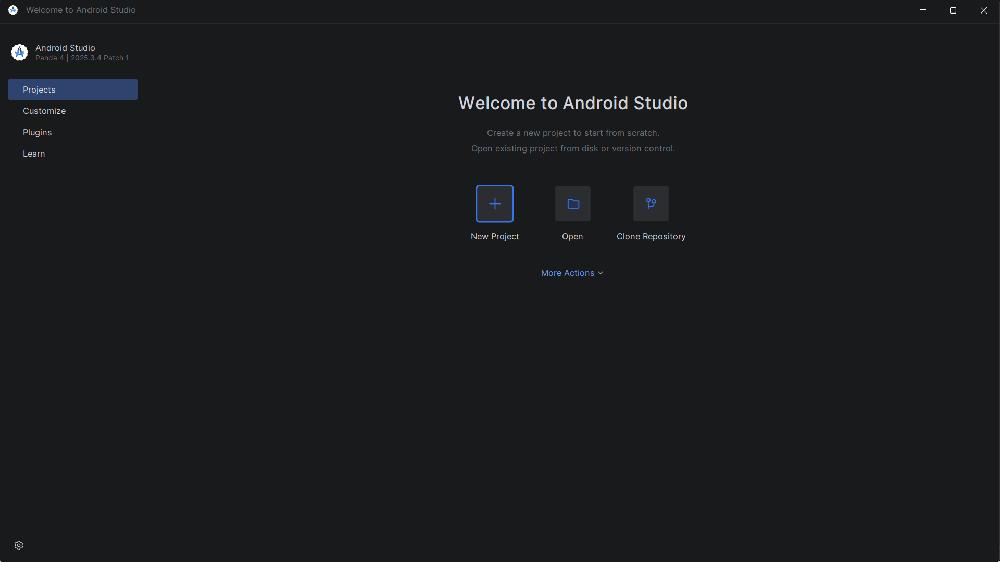 Welcome to Android Studio
Android Studio
Panda 4 | 2025.3.4 Patch 1
Projects
Customize
Plugins
Learn
Welcome to Android Studio
Create a new project to start from scratch.
Open existing project from disk or version control.
New Project
Open
Clone Repository
More Actions